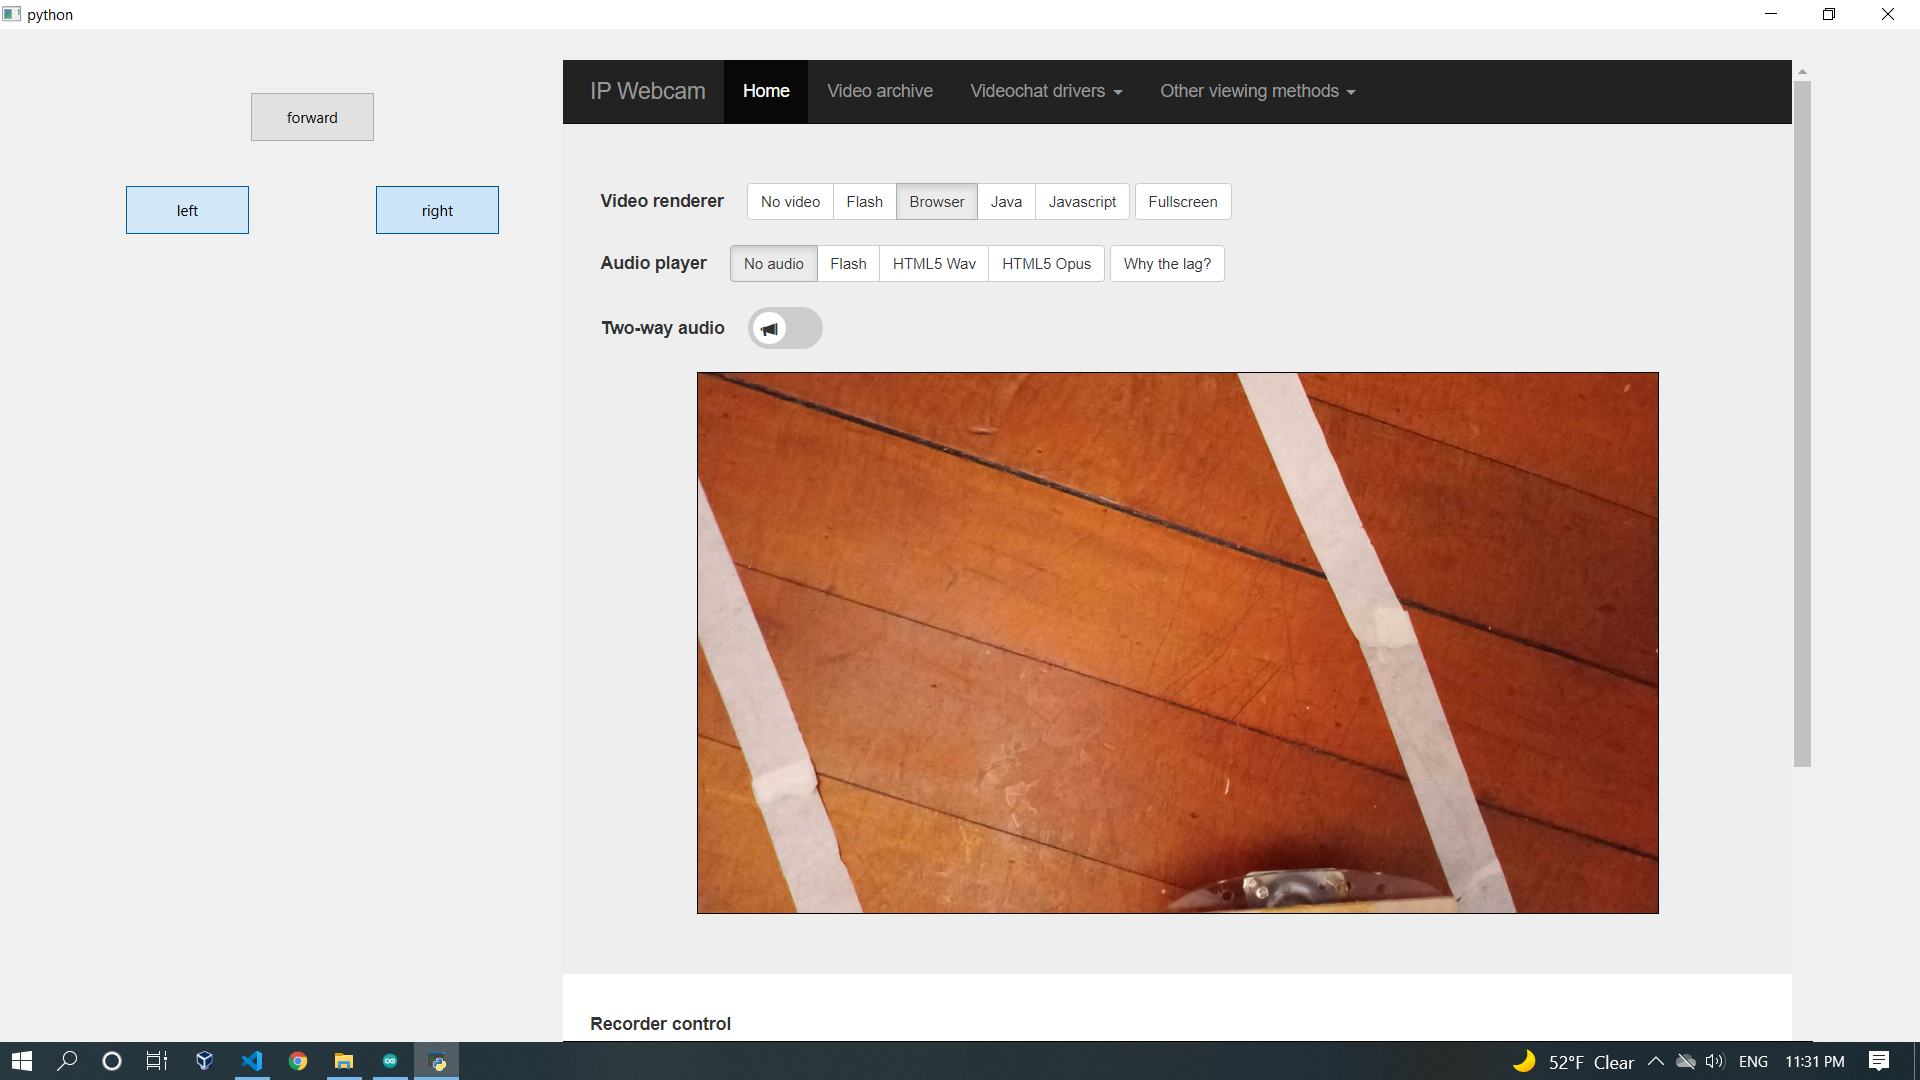 python
forward
left
right
IP Webcam Home Video archive Videochat drivers Other viewing methods
Video renderer No video Flash Browser Java Javascript Fullscreen
Audio player No audio Flash HTML5 Wav HTML5 Opus Why the lag?
Two-way audio
Recorder control
52°F Clear ENG 11:31 PM